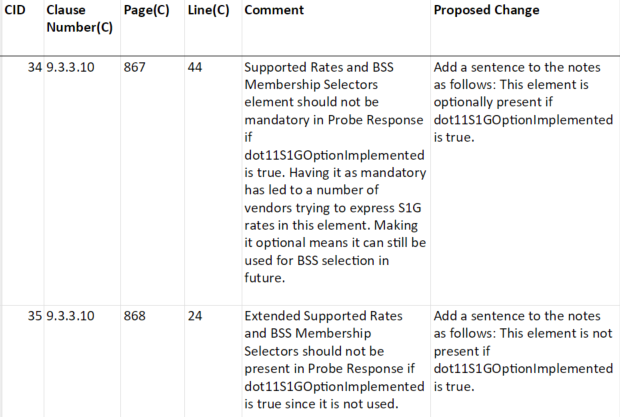 CID Clause Number(C) Page(C) Line(C) Comment Proposed Change
34 9.3.3.10 867 44
Supported Rates and BSS
Membership Selectors
element should not be
mandatory in Probe Response
if
dot11S1GOptionImplemented
is true. Having it as mandatory
has led to a number of
vendors trying to express S1G
rates in this element. Making
it optional means it can still be
used for BSS selection in
future.
Add a sentence to the notes
as follows: This element is
optionally present if
dot11S1GOptionImplemented
is true.
35 9.3.3.10 868 24
Extended Supported Rates
and BSS Membership
Selectors should not be
present in Probe Response if
dot11S1GOptionImplemented
is true since it is not used.
Add a sentence to the notes
as follows: This element is not
present if
dot11S1GOptionImplemented
is true.